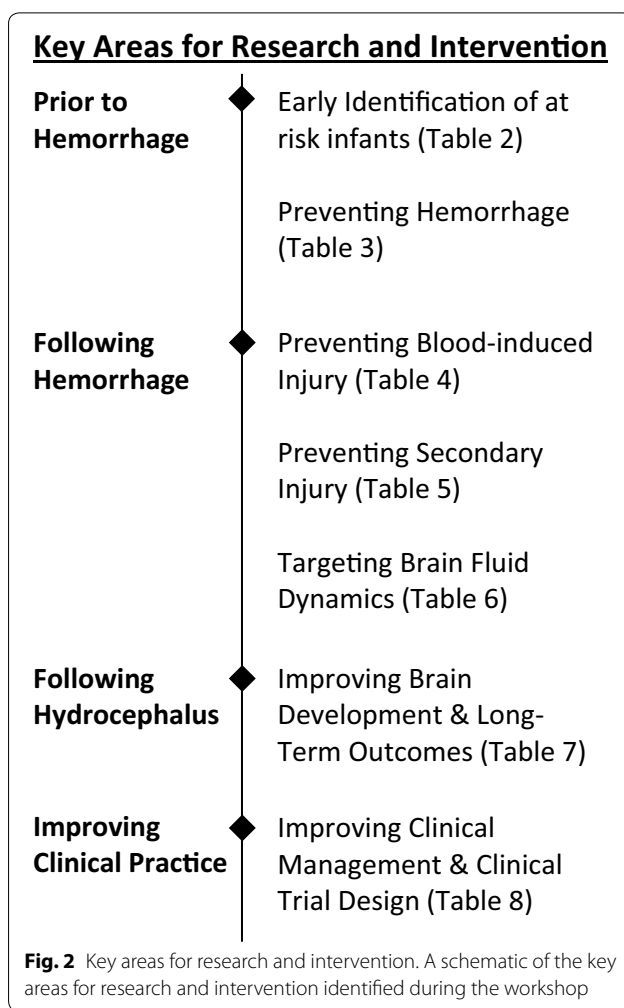 Key Areas for Research and Intervention
Prior to
Hemorrhage
Early Identification of at
risk infants (Table 2)
Preventing Hemorrhage
(Table 3)
Following
Hemorrhage
Preventing Blood-induced
Injury (Table 4)
Preventing Secondary
Injury (Table 5)
Targeting Brain Fluid
Dynamics (Table 6)
Following
Hydrocephalus
Improving Brain
Development & Long-
Term Outcomes (Table 7)
Improving
Clinical Practice
Improving Clinical
Management & Clinical
Trial Design (Table 8)
Fig. 2 Key areas for research and intervention. A schematic of the key
areas for research and intervention identified during the workshop